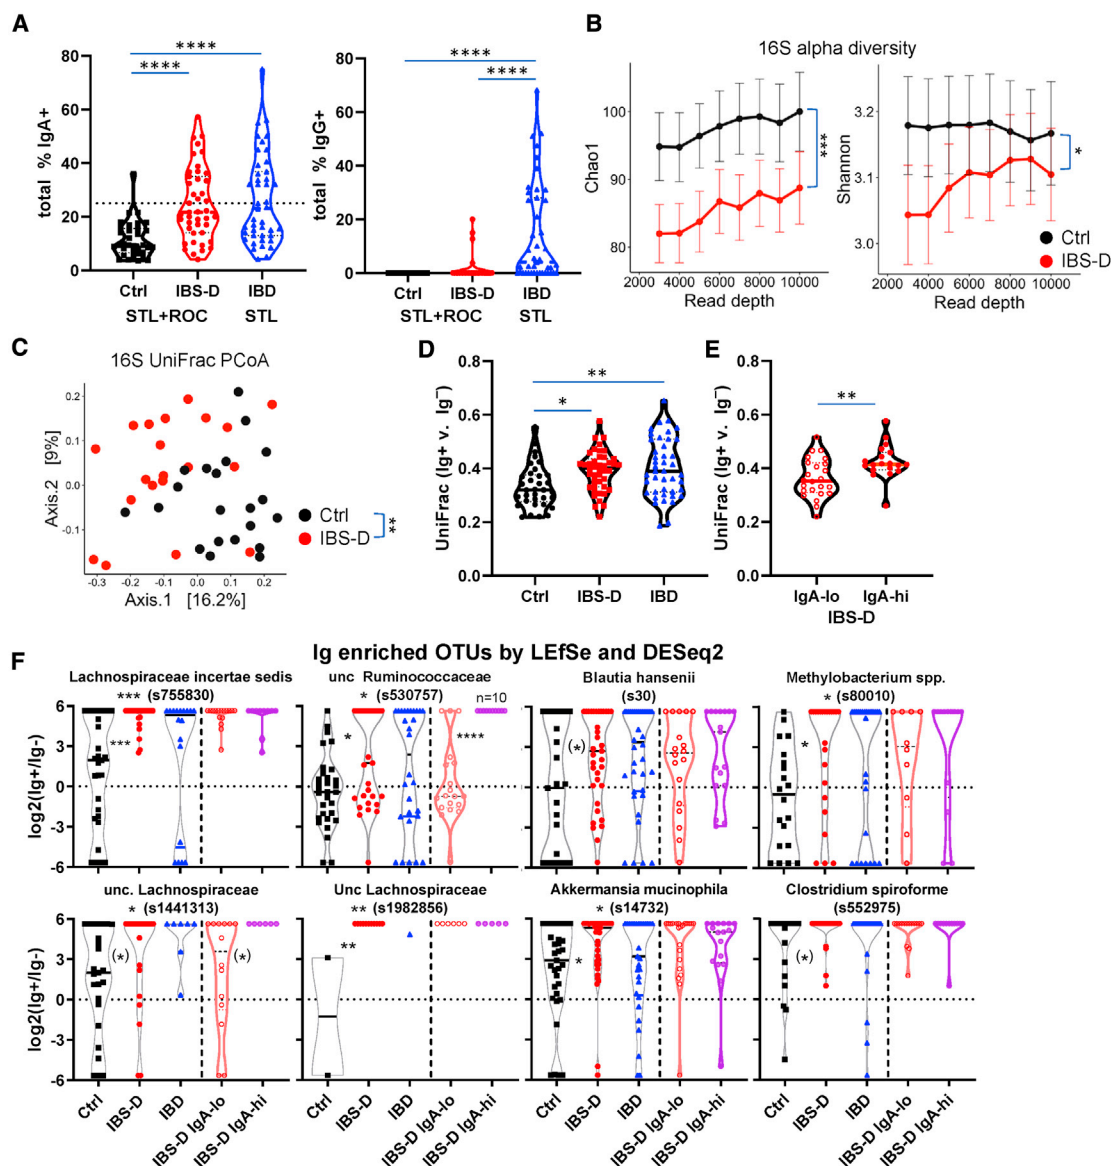 A
total % IgA+
80
60
40
20
0
****
****
Ctrl IBS-D IBD
STL+ROC STL
total % IgG+
80
60
40
20
0
****
****
Ctrl IBS-D IBD
STL+ROC STL
B
16S alpha diversity
Chao1
100
90
80
***
2000 4000 6000 8000 10000
Read depth
Shannon
3.2
3.1
3.0
*
Ctrl
IBS-D
2000 4000 6000 8000 10000
Read depth
C
16S UniFrac PCoA
Axis.2 [9%]
0.2
0.1
0.0
-0.1
Ctrl
IBS-D
**
-0.3 -0.2 -0.1 0.0 0.1 0.2
Axis.1 [16.2%]
D
UniFrac (Ig+ v. Ig⁻)
0.8
0.6
0.4
0.2
0.0
**
*
Ctrl IBS-D IBD
E
UniFrac (Ig+ v. Ig⁻)
0.8
0.6
0.4
0.2
0.0
**
IgA-lo IgA-hi
IBS-D
F
Ig enriched OTUs by LEfSe and DESeq2
log2(Ig+/Ig-)
6
3
0
-3
-6
Lachnospiraceae incertae sedis
*** (s755830)
***
unc Ruminococcaceae
* (s530757)
n=10
*
****
Blautia hansenii
(s30)
(*)
Methylobacterium spp.
* (s80010)
*
log2(Ig+/Ig-)
6
3
0
-3
-6
unc. Lachnospiraceae
* (s1441313)
(*)
(*)
Unc Lachnospiraceae
** (s1982856)
**
Akkermansia mucinophila
* (s14732)
*
Clostridium spiroforme
(s552975)
(*)
Ctrl IBS-D IBD IBS-D IgA-lo IBS-D IgA-hi
Ctrl IBS-D IBD IBS-D IgA-lo IBS-D IgA-hi
Ctrl IBS-D IBD IBS-D IgA-lo IBS-D IgA-hi
Ctrl IBS-D IBD IBS-D IgA-lo IBS-D IgA-hi